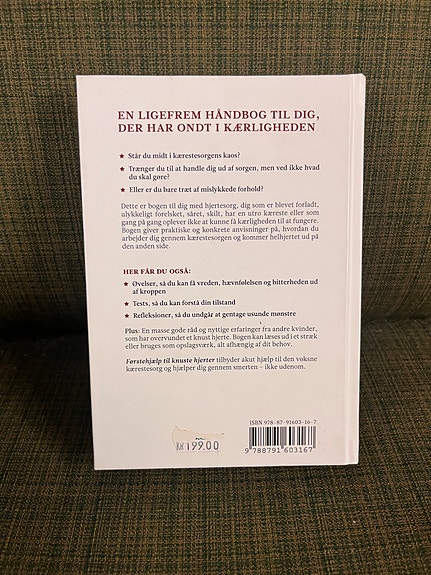 EN LIGEFREM HÅNDBOG TIL DIG,
DER HAR ONDT I KÆRLIGHEDEN
★ Står du midt i kærestesorgens kaos?
★ Trænger du til at handle dig ud af sorgen, men ved ikke hvad
du skal gøre?
★ Eller er du bare træt af mislykkede forhold?
Dette er bogen til dig med hjertesorg, dig som er blevet forladt,
ulykkeligt forelsket, såret, skilt, har en utro kæreste eller som
gang på gang oplever ikke at kunne få kærligheden til at fungere.
Bogen giver praktiske og konkrete anvisninger på, hvordan du
arbejder dig gennem kærestesorgen og kommer helhjertet ud på
den anden side.
HER FÅR DU OGSÅ:
★ Øvelser, så du kan få vreden, hævnfølelsen og bitterheden ud
af kroppen
★ Tests, så du kan forstå din tilstand
★ Refleksioner, så du undgår at gentage usunde mønstre
Plus: En masse gode råd og nyttige erfaringer fra andre kvinder,
som har overvundet et knust hjerte. Bogen kan læses ud i et stræk
eller bruges som opslagsværk, alt afhængig af dit behov.
Førstehjælp til knuste hjerter tilbyder akut hjælp til den voksne
kærestesorg og hjælper dig gennem smerten – ikke udenom.
ISBN 978-87-91603-16-7
9 788791 603167
Kr. 199.00